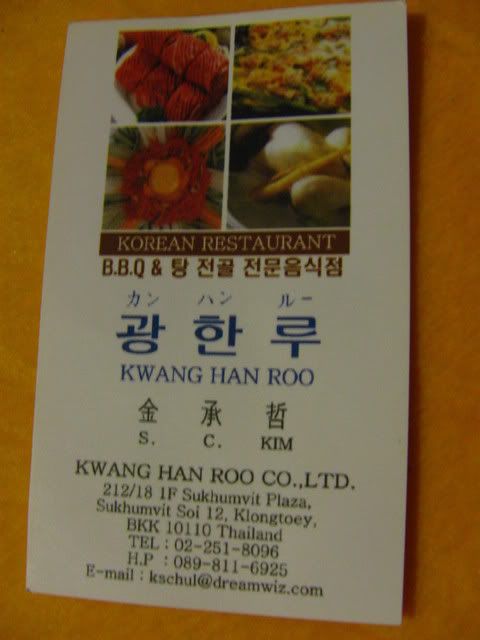 KOREAN RESTAURANT
B.B.Q & 탕 전골 전문음식점
カン ハン ルー
광한루
KWANG HAN ROO
金 承 哲
S. C. KIM
KWANG HAN ROO CO.,LTD.
212/18 1F Sukhumvit Plaza,
Sukhumvit Soi 12, Klongtoey,
BKK 10110 Thailand
TEL : 02-251-8096
H.P : 089-811-6925
E-mail : kschul@dreamwiz.com